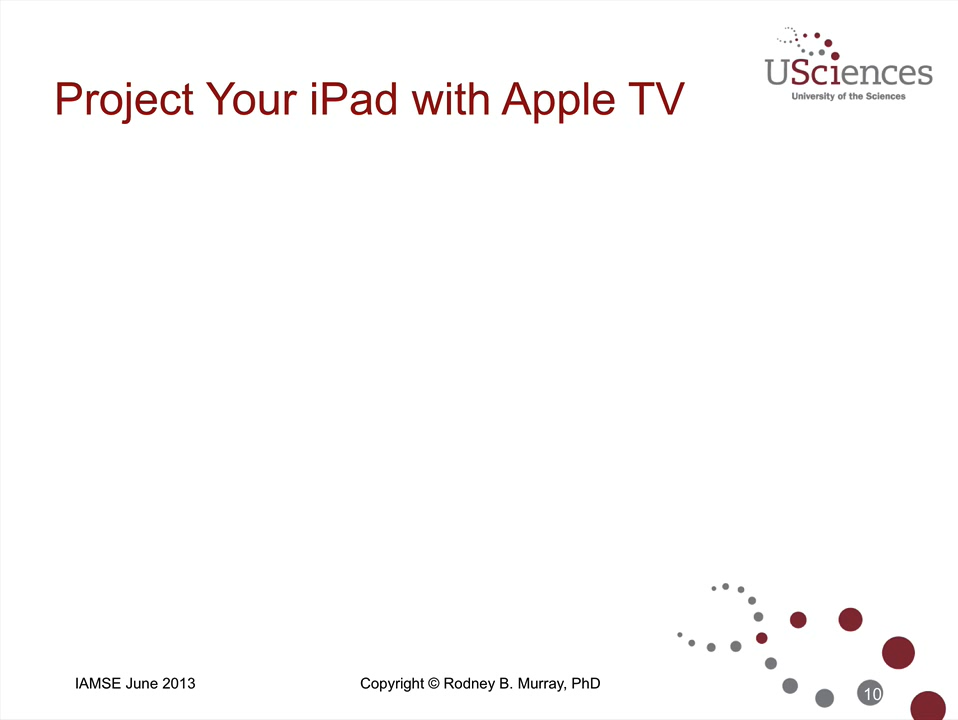 USciences
University of the Sciences
Project Your iPad with Apple TV
IAMSE June 2013
Copyright © Rodney B. Murray, PhD
10